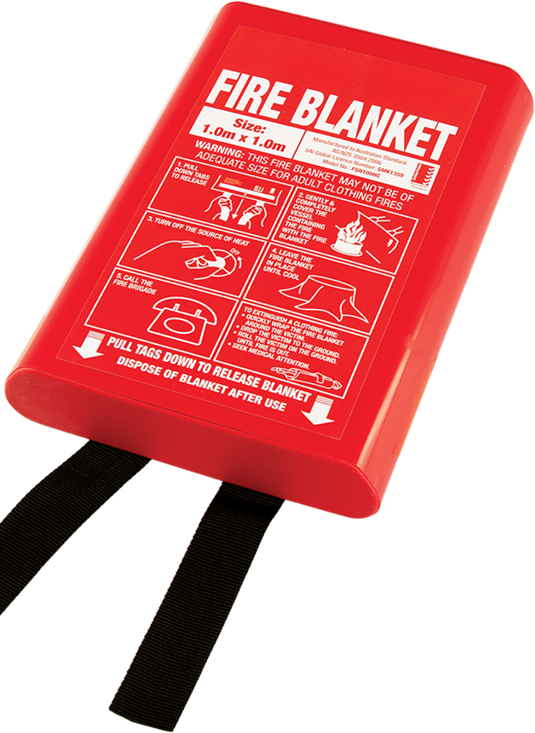 FIRE BLANKET
Size:
1.0m x 1.0m
Manufactured to Australian Standard
AS/NZS 3504:2006
SAI Global Licence Number: SMK1359
Model No. FSN100HC
WARNING: THIS FIRE BLANKET MAY NOT BE OF
ADEQUATE SIZE FOR ADULT CLOTHING FIRES
1. PULL
DOWN TABS
TO RELEASE
2. GENTLY &
COMPLETELY
COVER THE
VESSEL
CONTAINING
THE FIRE
WITH THE FIRE
BLANKET
3. TURN OFF THE SOURCE OF HEAT
OFF
4. LEAVE THE
FIRE BLANKET
IN PLACE
UNTIL COOL
5. CALL THE
FIRE BRIGADE
TO EXTINGUISH A CLOTHING FIRE:
• QUICKLY WRAP THE FIRE BLANKET
AROUND THE VICTIM.
• DROP THE VICTIM TO THE GROUND.
• ROLL THE VICTIM ON THE GROUND.
UNTIL FIRE IS OUT.
• SEEK MEDICAL ATTENTION.
PULL TAGS DOWN TO RELEASE BLANKET
DISPOSE OF BLANKET AFTER USE